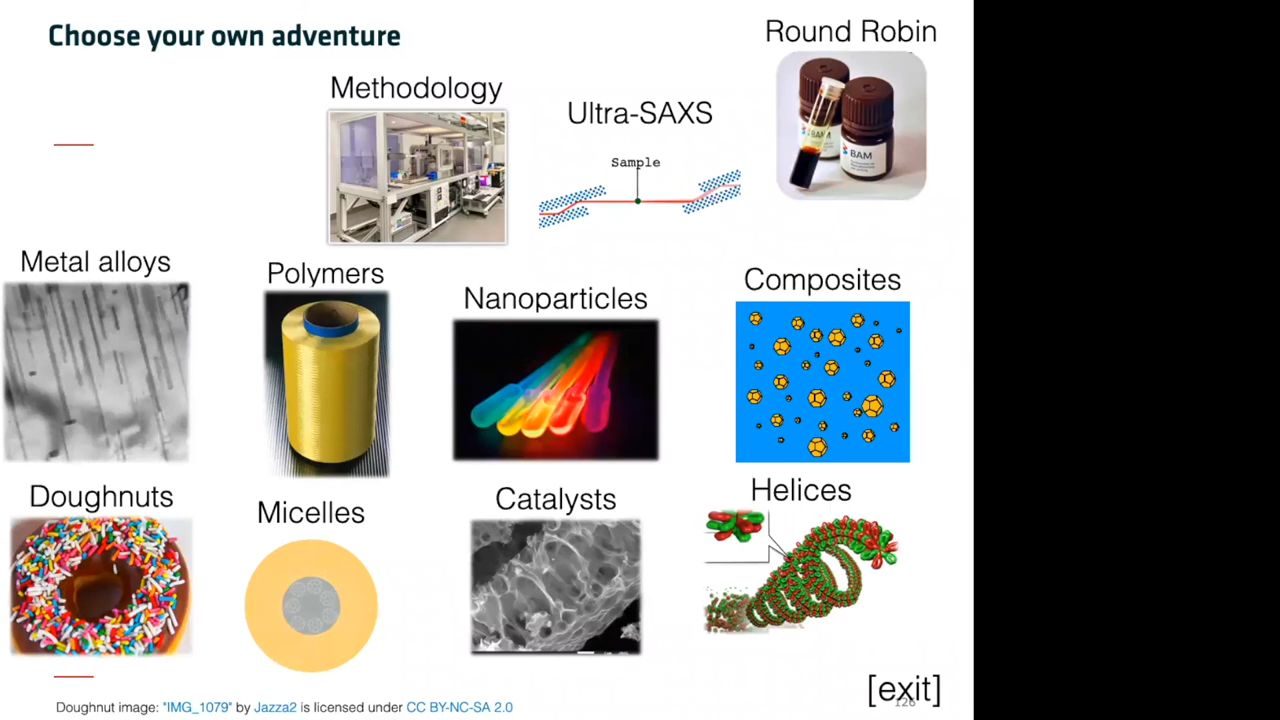 Choose your own adventure
Round Robin
Methodology
Ultra-SAXS
Sample
BAM
BAM
Metal alloys
Polymers
Nanoparticles
Composites
Doughnuts
Micelles
Catalysts
Helices
[exit]
126
Doughnut image: "IMG_1079" by Jazza2 is licensed under CC BY-NC-SA 2.0